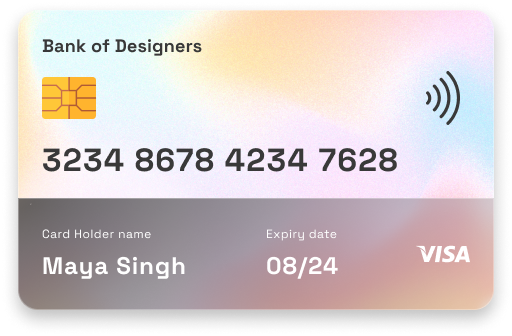 Bank of Designers
3234 8678 4234 7628
Card Holder name
Expiry date
Maya Singh
08/24
VISA